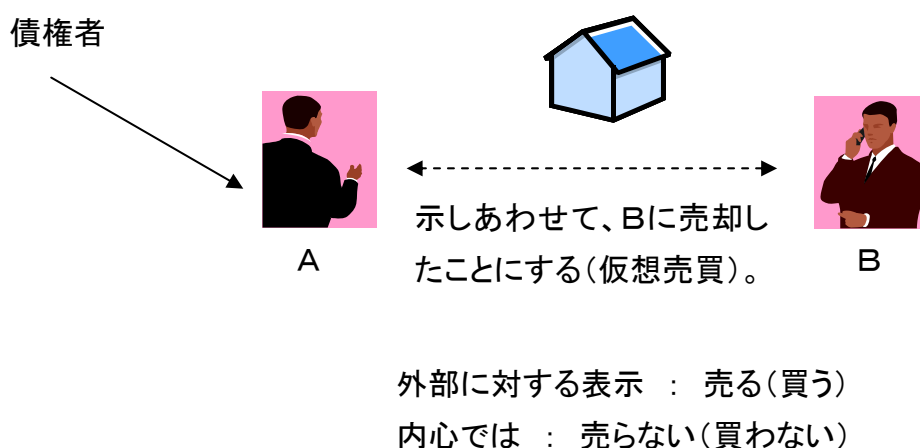 債権者
示しあわせて、Bに売却し
たことにする(仮想売買)。
A
B
外部に対する表示 : 売る(買う)
内心では : 売らない(買わない)